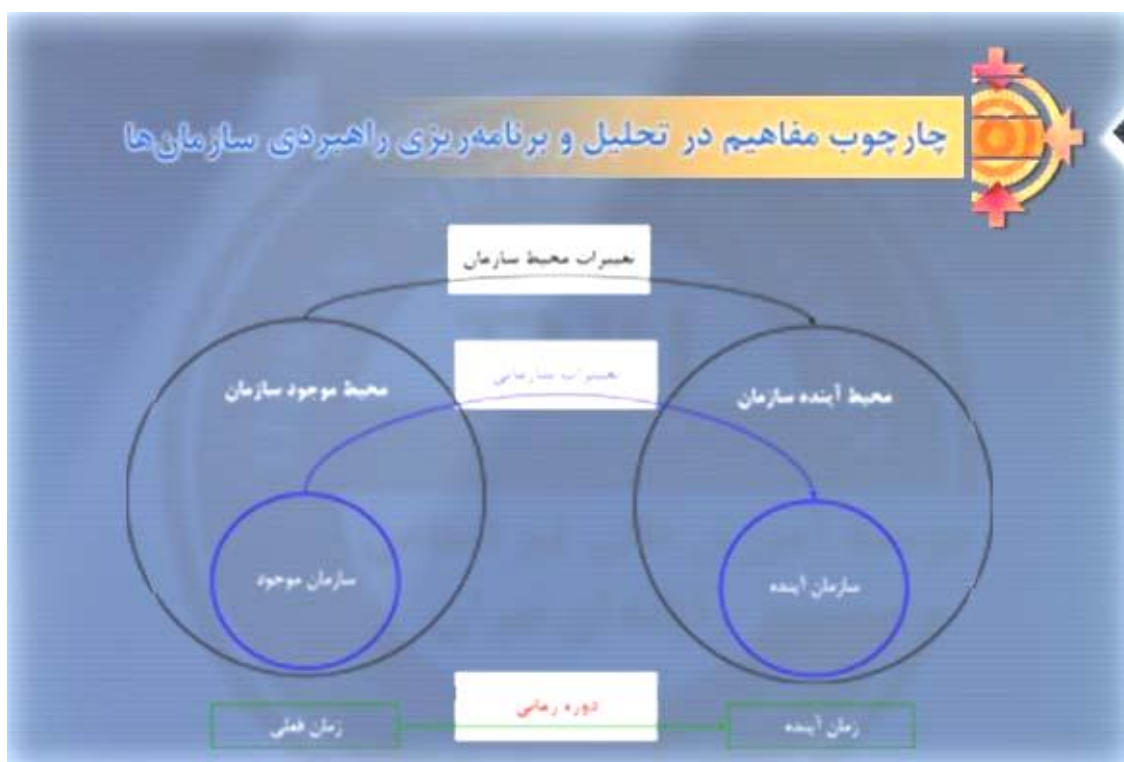 چارچوب مفاهیم در تحلیل و برنامه‌ریزی راهبردی سازمان‌ها
تغییرات محیط سازمان
تغییرات سازمانی
محیط موجود سازمان
محیط آینده سازمان
سازمان موجود
سازمان آینده
دوره زمانی
زمان فعلی
زمان آینده